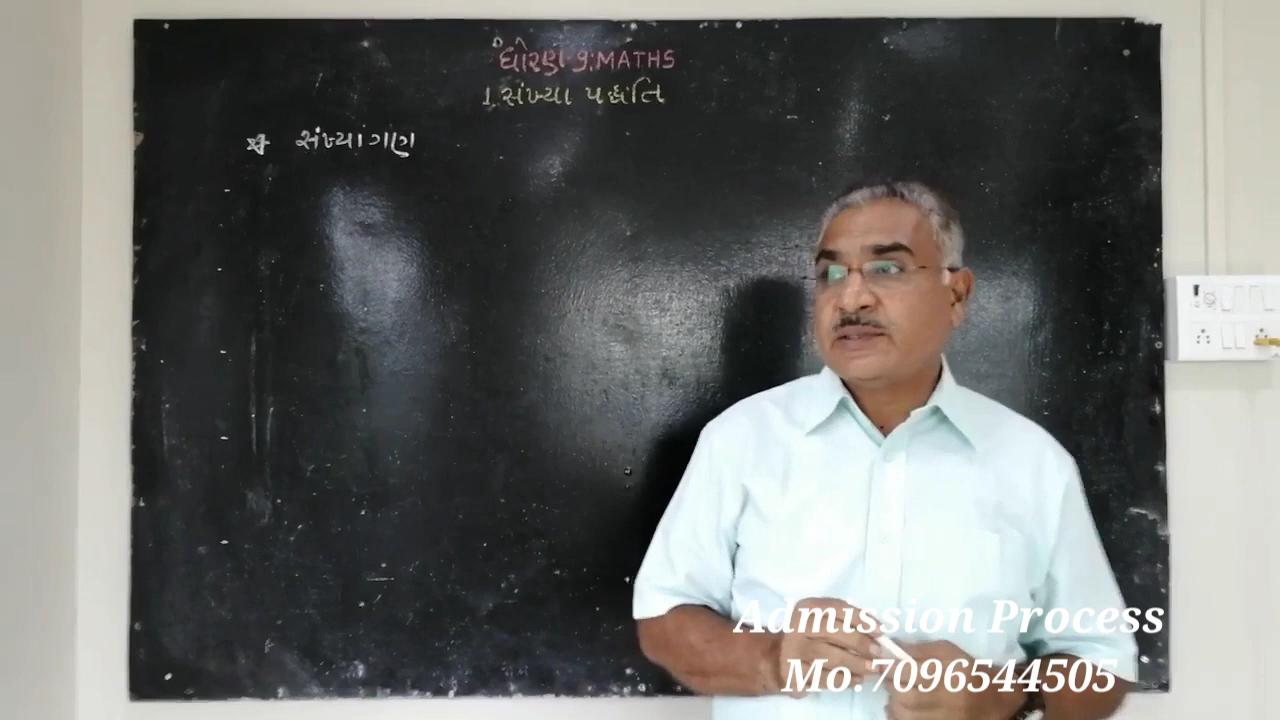 ધોરણ 9:MATHS
1.સંખ્યા પદ્ધતિ
* સંખ્યાગણ
Admission Process
Mo.7096544505